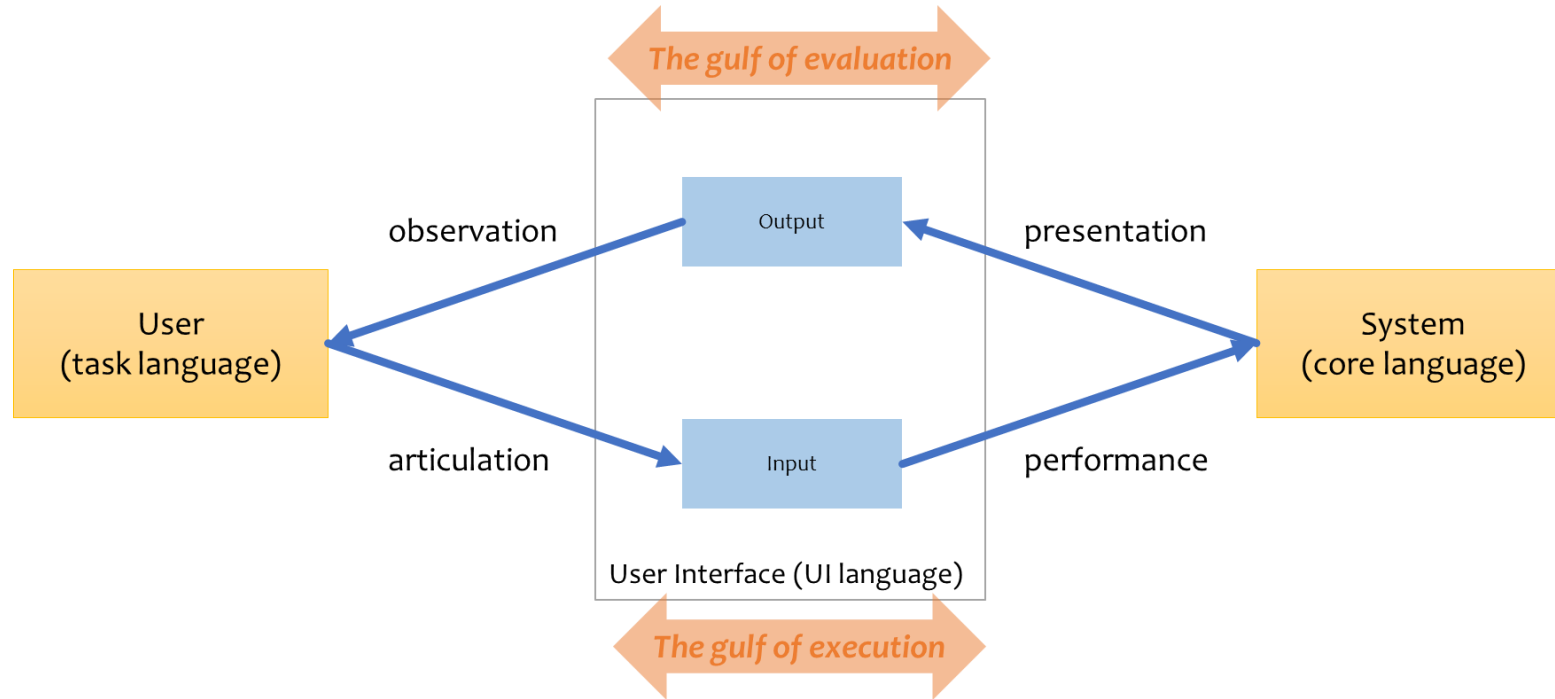 The gulf of evaluation
Output
observation
presentation
User
(task language)
System
(core language)
articulation
Input
performance
User Interface (UI language)
The gulf of execution